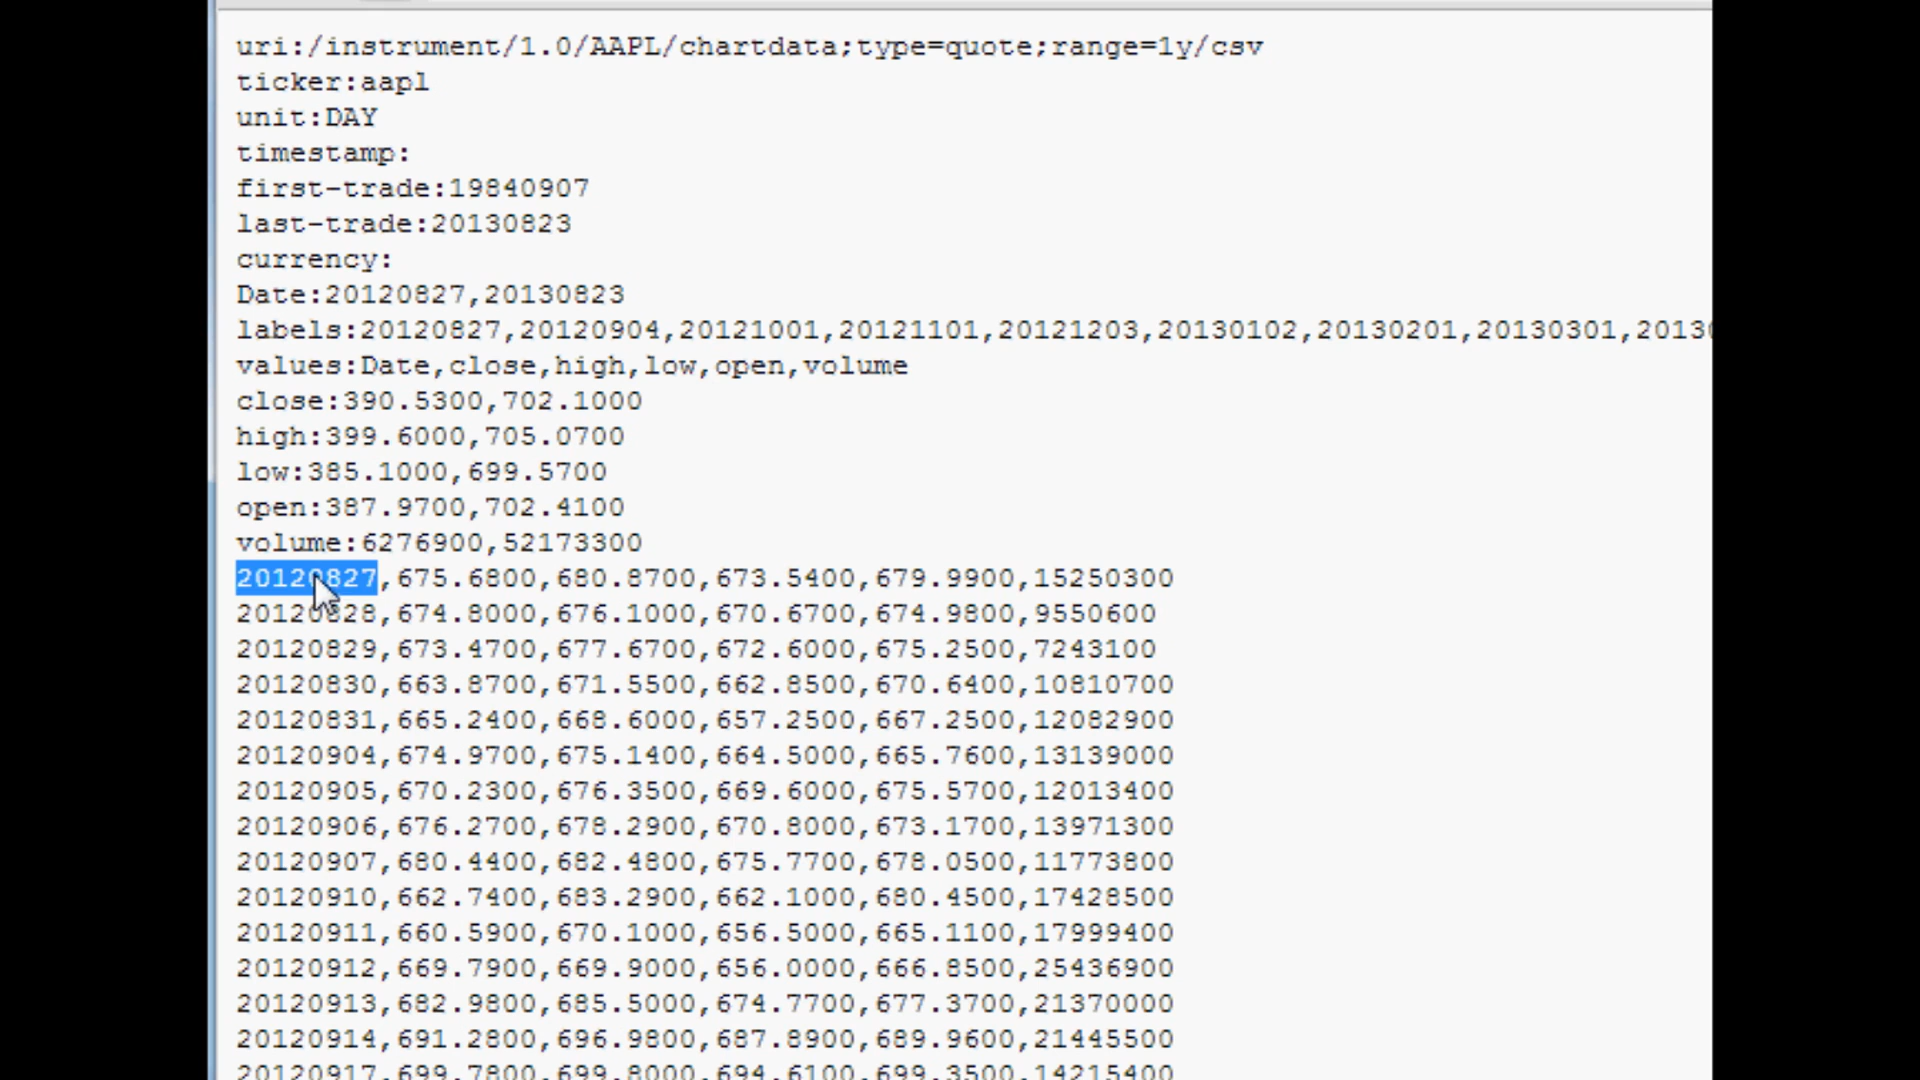 uri:/instrument/1.0/AAPL/chartdata;type=quote;range=1y/csv
ticker:aapl
unit:DAY
timestamp:
first-trade:19840907
last-trade:20130823
currency:
Date:20120827,20130823
labels:20120827,20120904,20121001,20121101,20121203,20130102,20130201,20130301,2013
values:Date,close,high,low,open,volume
close:390.5300,702.1000
high:399.6000,705.0700
low:385.1000,699.5700
open:387.9700,702.4100
volume:6276900,52173300
20120827,675.6800,680.8700,673.5400,679.9900,15250300
20120828,674.8000,676.1000,670.6700,674.9800,9550600
20120829,673.4700,677.6700,672.6000,675.2500,7243100
20120830,663.8700,671.5500,662.8500,670.6400,10810700
20120831,665.2400,668.6000,657.2500,667.2500,12082900
20120904,674.9700,675.1400,664.5000,665.7600,13139000
20120905,670.2300,676.3500,669.6000,675.5700,12013400
20120906,676.2700,678.2900,670.8000,673.1700,13971300
20120907,680.4400,682.4800,675.7700,678.0500,11773800
20120910,662.7400,683.2900,662.1000,680.4500,17428500
20120911,660.5900,670.1000,656.5000,665.1100,17999400
20120912,669.7900,669.9000,656.0000,666.8500,25436900
20120913,682.9800,685.5000,674.7700,677.3700,21370000
20120914,691.2800,696.9800,687.8900,689.9600,21445500
20120917,699.7800,699.8000,694.6100,699.3500,14215400